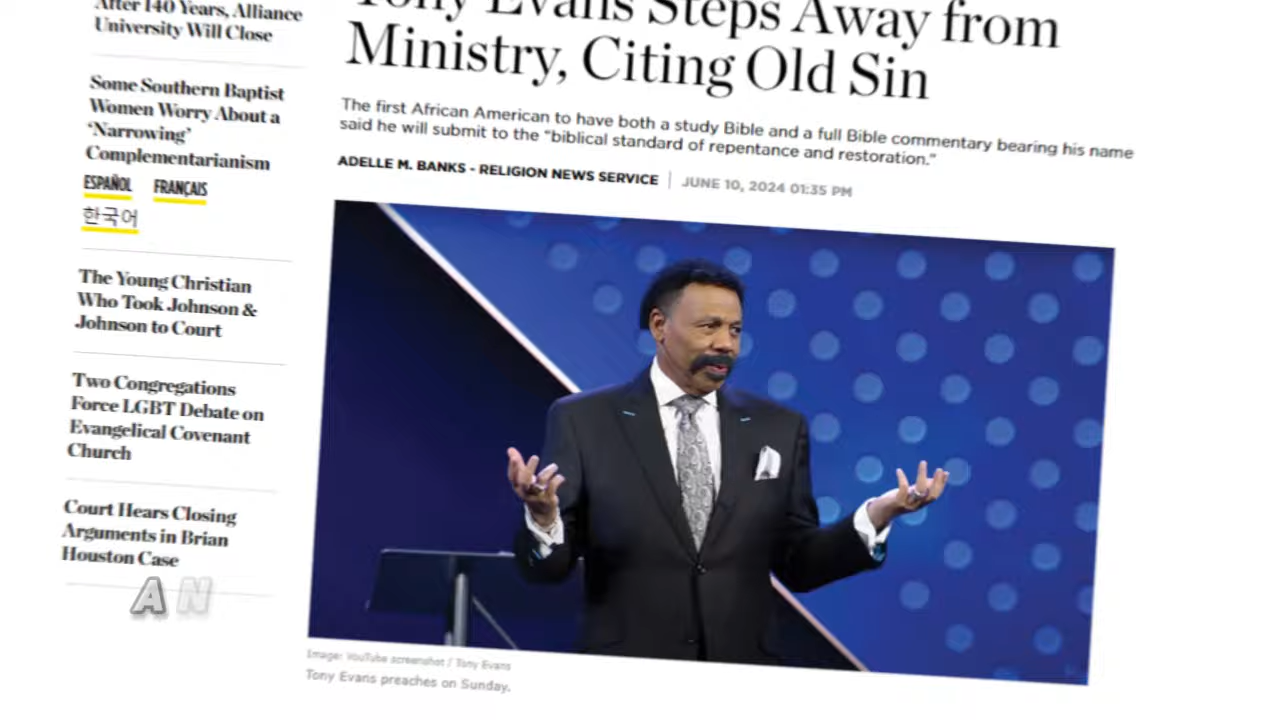 After 140 Years, Alliance
University Will Close
Some Southern Baptist
Women Worry About a
‘Narrowing’
Complementarianism
ESPAÑOL FRANÇAIS
한국어
The Young Christian
Who Took Johnson &
Johnson to Court
Two Congregations
Force LGBT Debate on
Evangelical Covenant
Church
Court Hears Closing
Arguments in Brian
Houston Case
AN
Tony Evans Steps Away from
Ministry, Citing Old Sin
The first African American to have both a study Bible and a full Bible commentary bearing his name
said he will submit to the “biblical standard of repentance and restoration.”
ADELLE M. BANKS - RELIGION NEWS SERVICE | JUNE 10, 2024 01:35 PM
Image: YouTube screenshot / Tony Evans
Tony Evans preaches on Sunday.